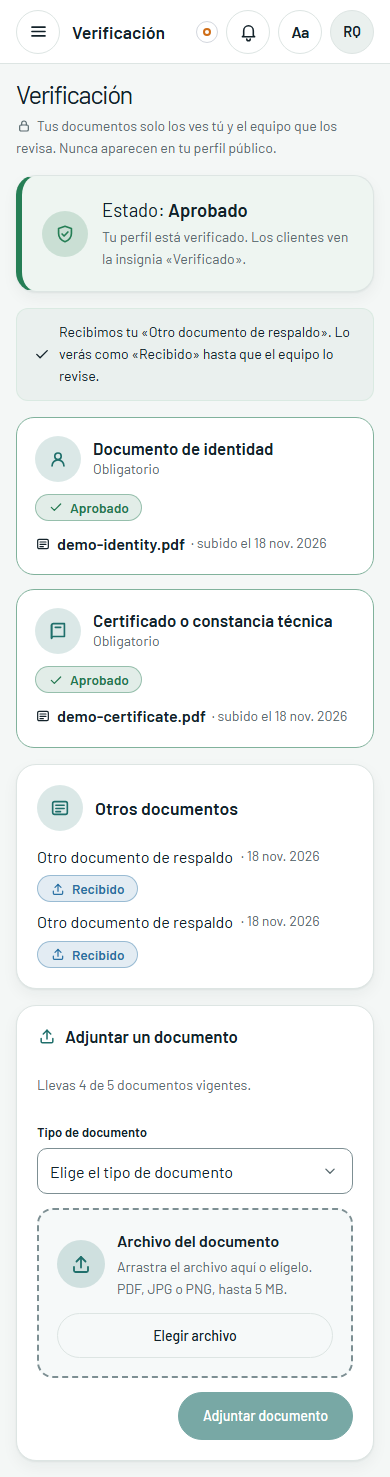 Verificación
Aa
RQ
Verificación
Tus documentos solo los ves tú y el equipo que los
revisa. Nunca aparecen en tu perfil público.
Estado: Aprobado
Tu perfil está verificado. Los clientes ven
la insignia «Verificado».
Recibimos tu «Otro documento de respaldo». Lo
verás como «Recibido» hasta que el equipo lo
revise.
Documento de identidad
Obligatorio
Aprobado
demo-identity.pdf · subido el 18 nov. 2026
Certificado o constancia técnica
Obligatorio
Aprobado
demo-certificate.pdf · subido el 18 nov. 2026
Otros documentos
Otro documento de respaldo · 18 nov. 2026
Recibido
Otro documento de respaldo · 18 nov. 2026
Recibido
Adjuntar un documento
Llevas 4 de 5 documentos vigentes.
Tipo de documento
Elige el tipo de documento
Archivo del documento
Arrastra el archivo aquí o elígelo.
PDF, JPG o PNG, hasta 5 MB.
Elegir archivo
Adjuntar documento